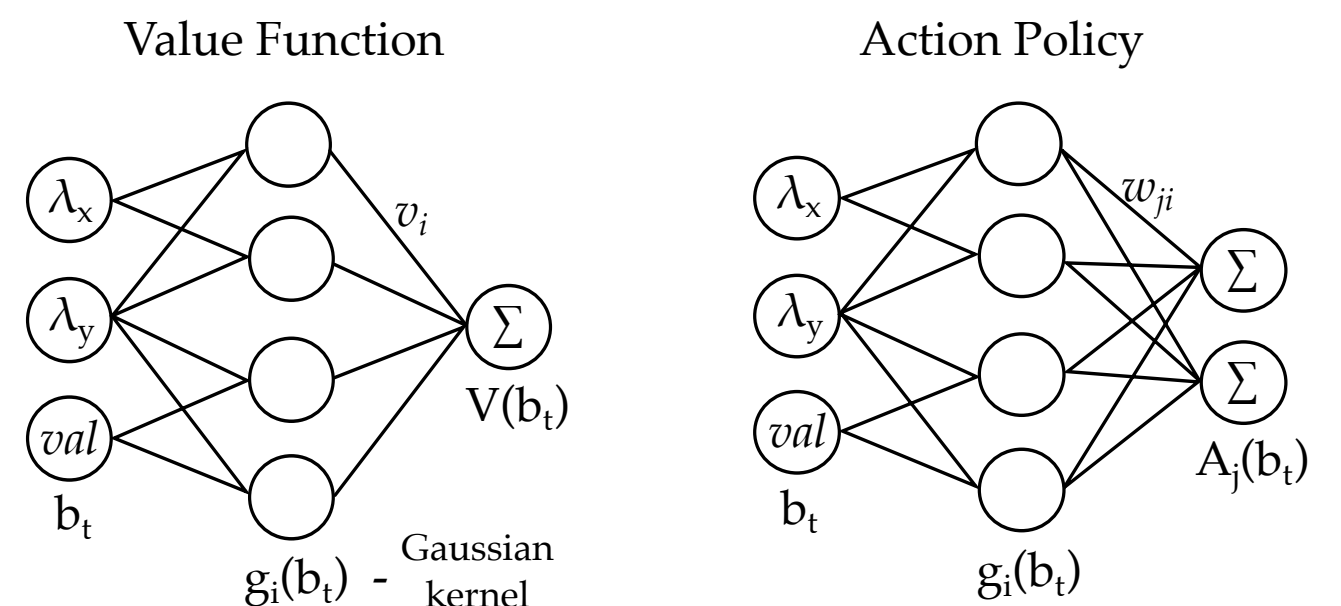 Value Function
λx
λy
val
bt
vi
∑
V(bt)
gi(bt) - Gaussian
kernel
Action Policy
λx
λy
val
bt
wji
∑
∑
Aj(bt)
gi(bt)